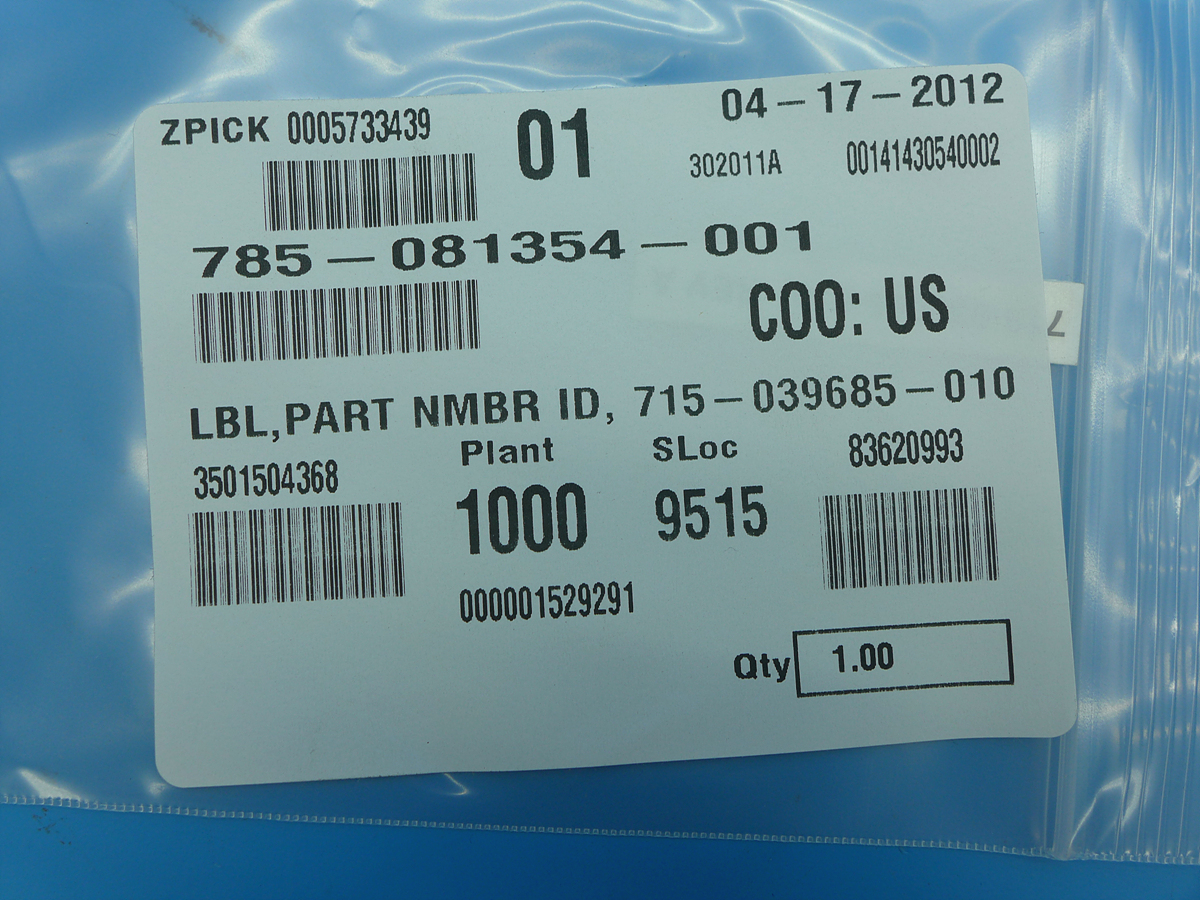 ZPICK 0005733439 01 04-17-2012
302011A 00141430540002
785-081354-001
COO: US
LBL,PART NMBR ID, 715-039685-010
Plant SLoc 83620993
3501504368
1000 9515
000001529291
Qty 1.00
7